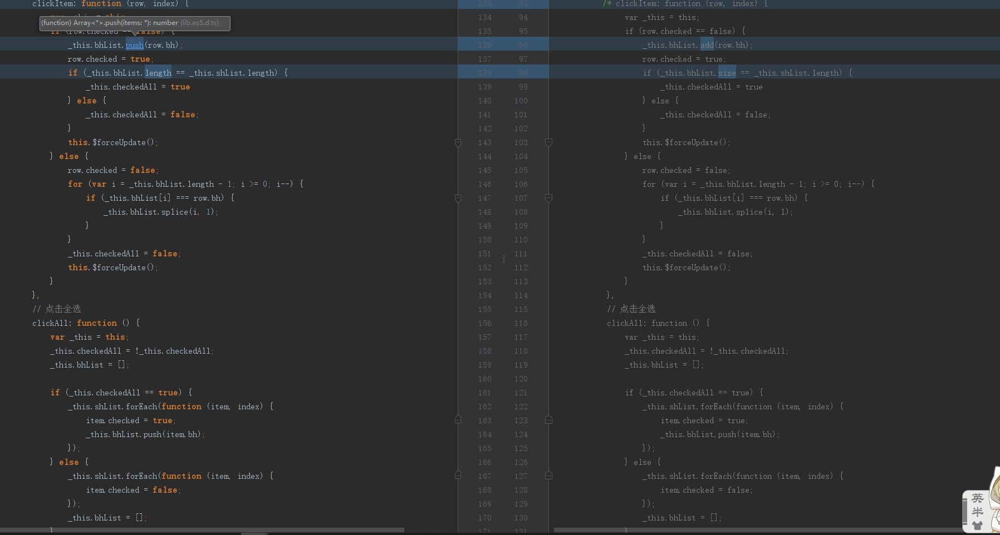 clickItem: function (row, index) {
(function) Array<*>.push(items: *): number (lib.es5.d.ts)
_this.bhList.push(row.bh);
row.checked = true;
if (_this.bhList.length == _this.shList.length) {
_this.checkedAll = true
} else {
_this.checkedAll = false;
}
this.$forceUpdate();
} else {
row.checked = false;
for (var i = _this.bhList.length - 1; i >= 0; i--) {
if (_this.bhList[i] === row.bh) {
_this.bhList.splice(i, 1);
}
}
_this.checkedAll = false;
this.$forceUpdate();
}
},
// 点击全选
clickAll: function () {
var _this = this;
_this.checkedAll = !_this.checkedAll;
_this.bhList = [];
if (_this.checkedAll == true) {
_this.shList.forEach(function (item, index) {
item.checked = true;
_this.bhList.push(item.bh);
});
} else {
_this.shList.forEach(function (item, index) {
item.checked = false;
});
_this.bhList = [];
}
133 93
134 94
135 95
136 96
137 97
138 98
139 99
140 100
141 101
142 102
143 103
144 104
145 105
146 106
147 107
148 108
149 109
150 110
151 111
152 112
153 113
154 114
155 115
156 116
157 117
158 118
159 119
160 120
161 121
162 122
163 123
164 124
165 125
166 126
167 127
168 128
169 129
170 130
171 131
/* clickItem: function (row, index) {
var _this = this;
if (row.checked == false) {
_this.bhList.add(row.bh);
row.checked = true;
if (_this.bhList.size == _this.shList.length) {
_this.checkedAll = true
} else {
_this.checkedAll = false;
}
this.$forceUpdate();
} else {
row.checked = false;
for (var i = _this.bhList.length - 1; i >= 0; i--) {
if (_this.bhList[i] === row.bh) {
_this.bhList.splice(i, 1);
}
}
_this.checkedAll = false;
this.$forceUpdate();
}
},
// 点击全选
clickAll: function () {
var _this = this;
_this.checkedAll = !_this.checkedAll;
_this.bhList = [];
if (_this.checkedAll == true) {
_this.shList.forEach(function (item, index) {
item.checked = true;
_this.bhList.push(item.bh);
});
} else {
_this.shList.forEach(function (item, index) {
item.checked = false;
});
_this.bhList = [];
}
英
半